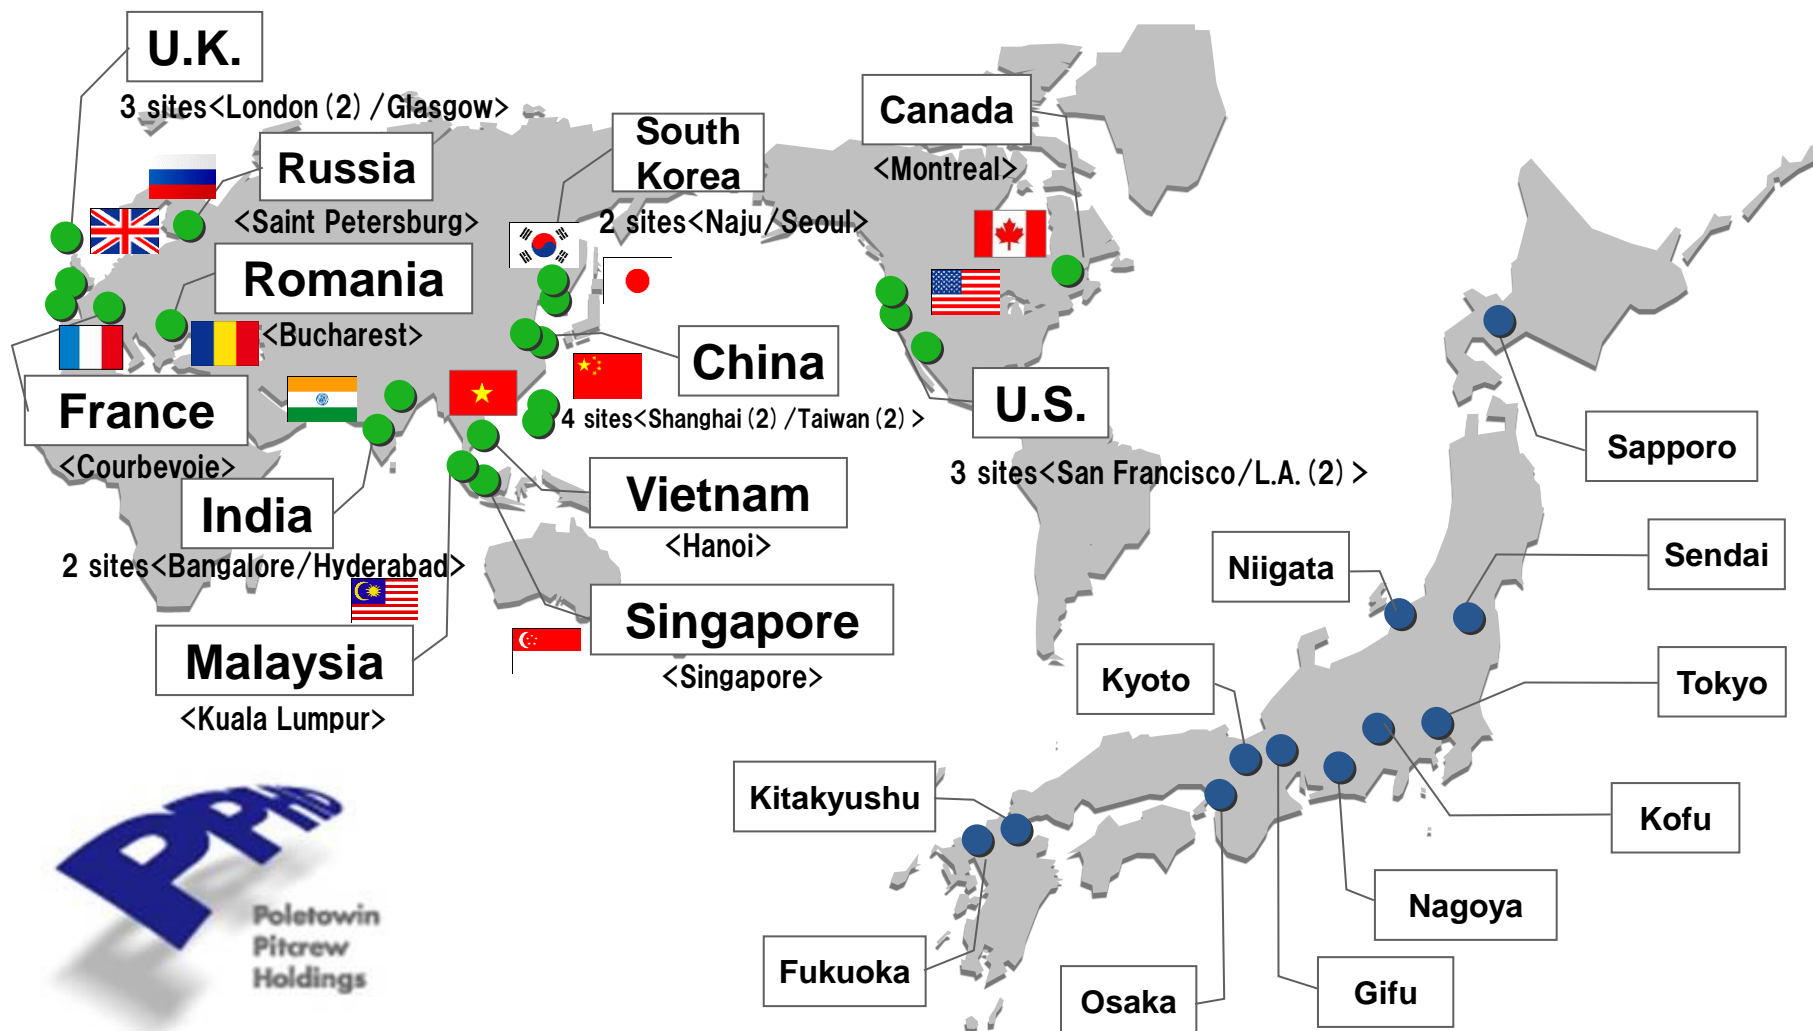 U.K.
3 sites<London(2)/Glasgow>
Russia
<Saint Petersburg>
South
Korea
2 sites<Naju/Seoul>
Canada
<Montreal>
Romania
<Bucharest>
China
4 sites<Shanghai(2)/Taiwan(2)>
France
<Courbevoie>
U.S.
3 sites<San Francisco/L.A.(2)>
India
2 sites<Bangalore/Hyderabad>
Vietnam
<Hanoi>
Singapore
<Singapore>
Malaysia
<Kuala Lumpur>
Sapporo
Niigata
Sendai
Kyoto
Tokyo
Kitakyushu
Kofu
Nagoya
Fukuoka
Osaka
Gifu
PPHD
Poletowin
Pitcrew
Holdings